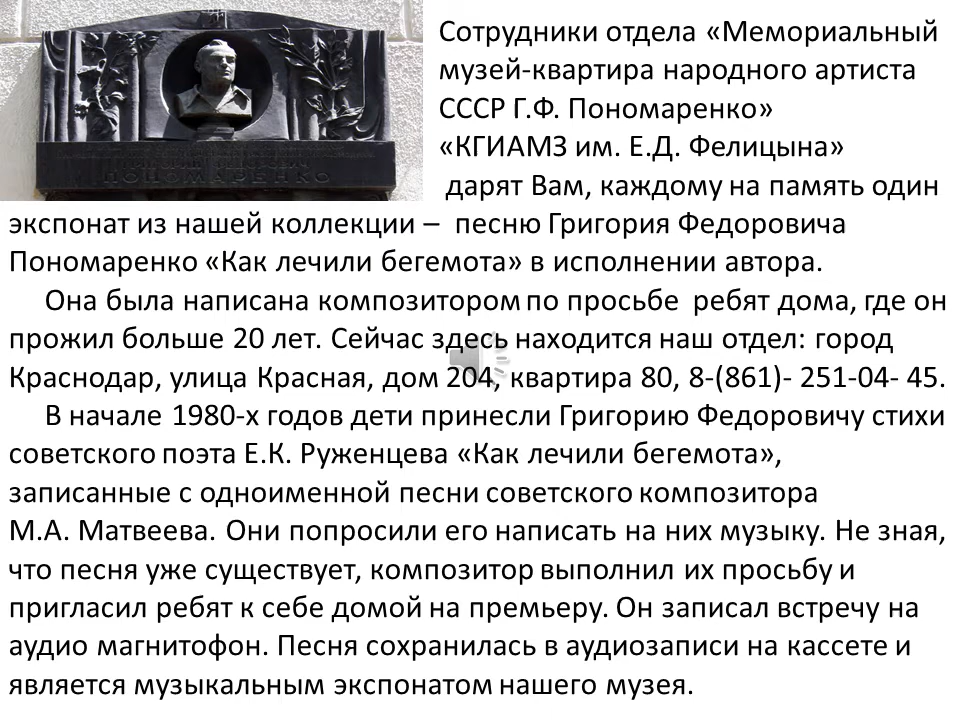 ПОНОМАРЕНКО
Сотрудники отдела «Мемориальный
музей-квартира народного артиста
СССР Г.Ф. Пономаренко»
«КГИАМЗ им. Е.Д. Фелицына»
дарят Вам, каждому на память один
экспонат из нашей коллекции – песню Григория Федоровича
Пономаренко «Как лечили бегемота» в исполнении автора.
Она была написана композитором по просьбе ребят дома, где он
прожил больше 20 лет. Сейчас здесь находится наш отдел: город
Краснодар, улица Красная, дом 204, квартира 80, 8-(861)- 251-04- 45.
В начале 1980-х годов дети принесли Григорию Федоровичу стихи
советского поэта Е.К. Руженцева «Как лечили бегемота»,
записанные с одноименной песни советского композитора
М.А. Матвеева. Они попросили его написать на них музыку. Не зная,
что песня уже существует, композитор выполнил их просьбу и
пригласил ребят к себе домой на премьеру. Он записал встречу на
аудио магнитофон. Песня сохранилась в аудиозаписи на кассете и
является музыкальным экспонатом нашего музея.